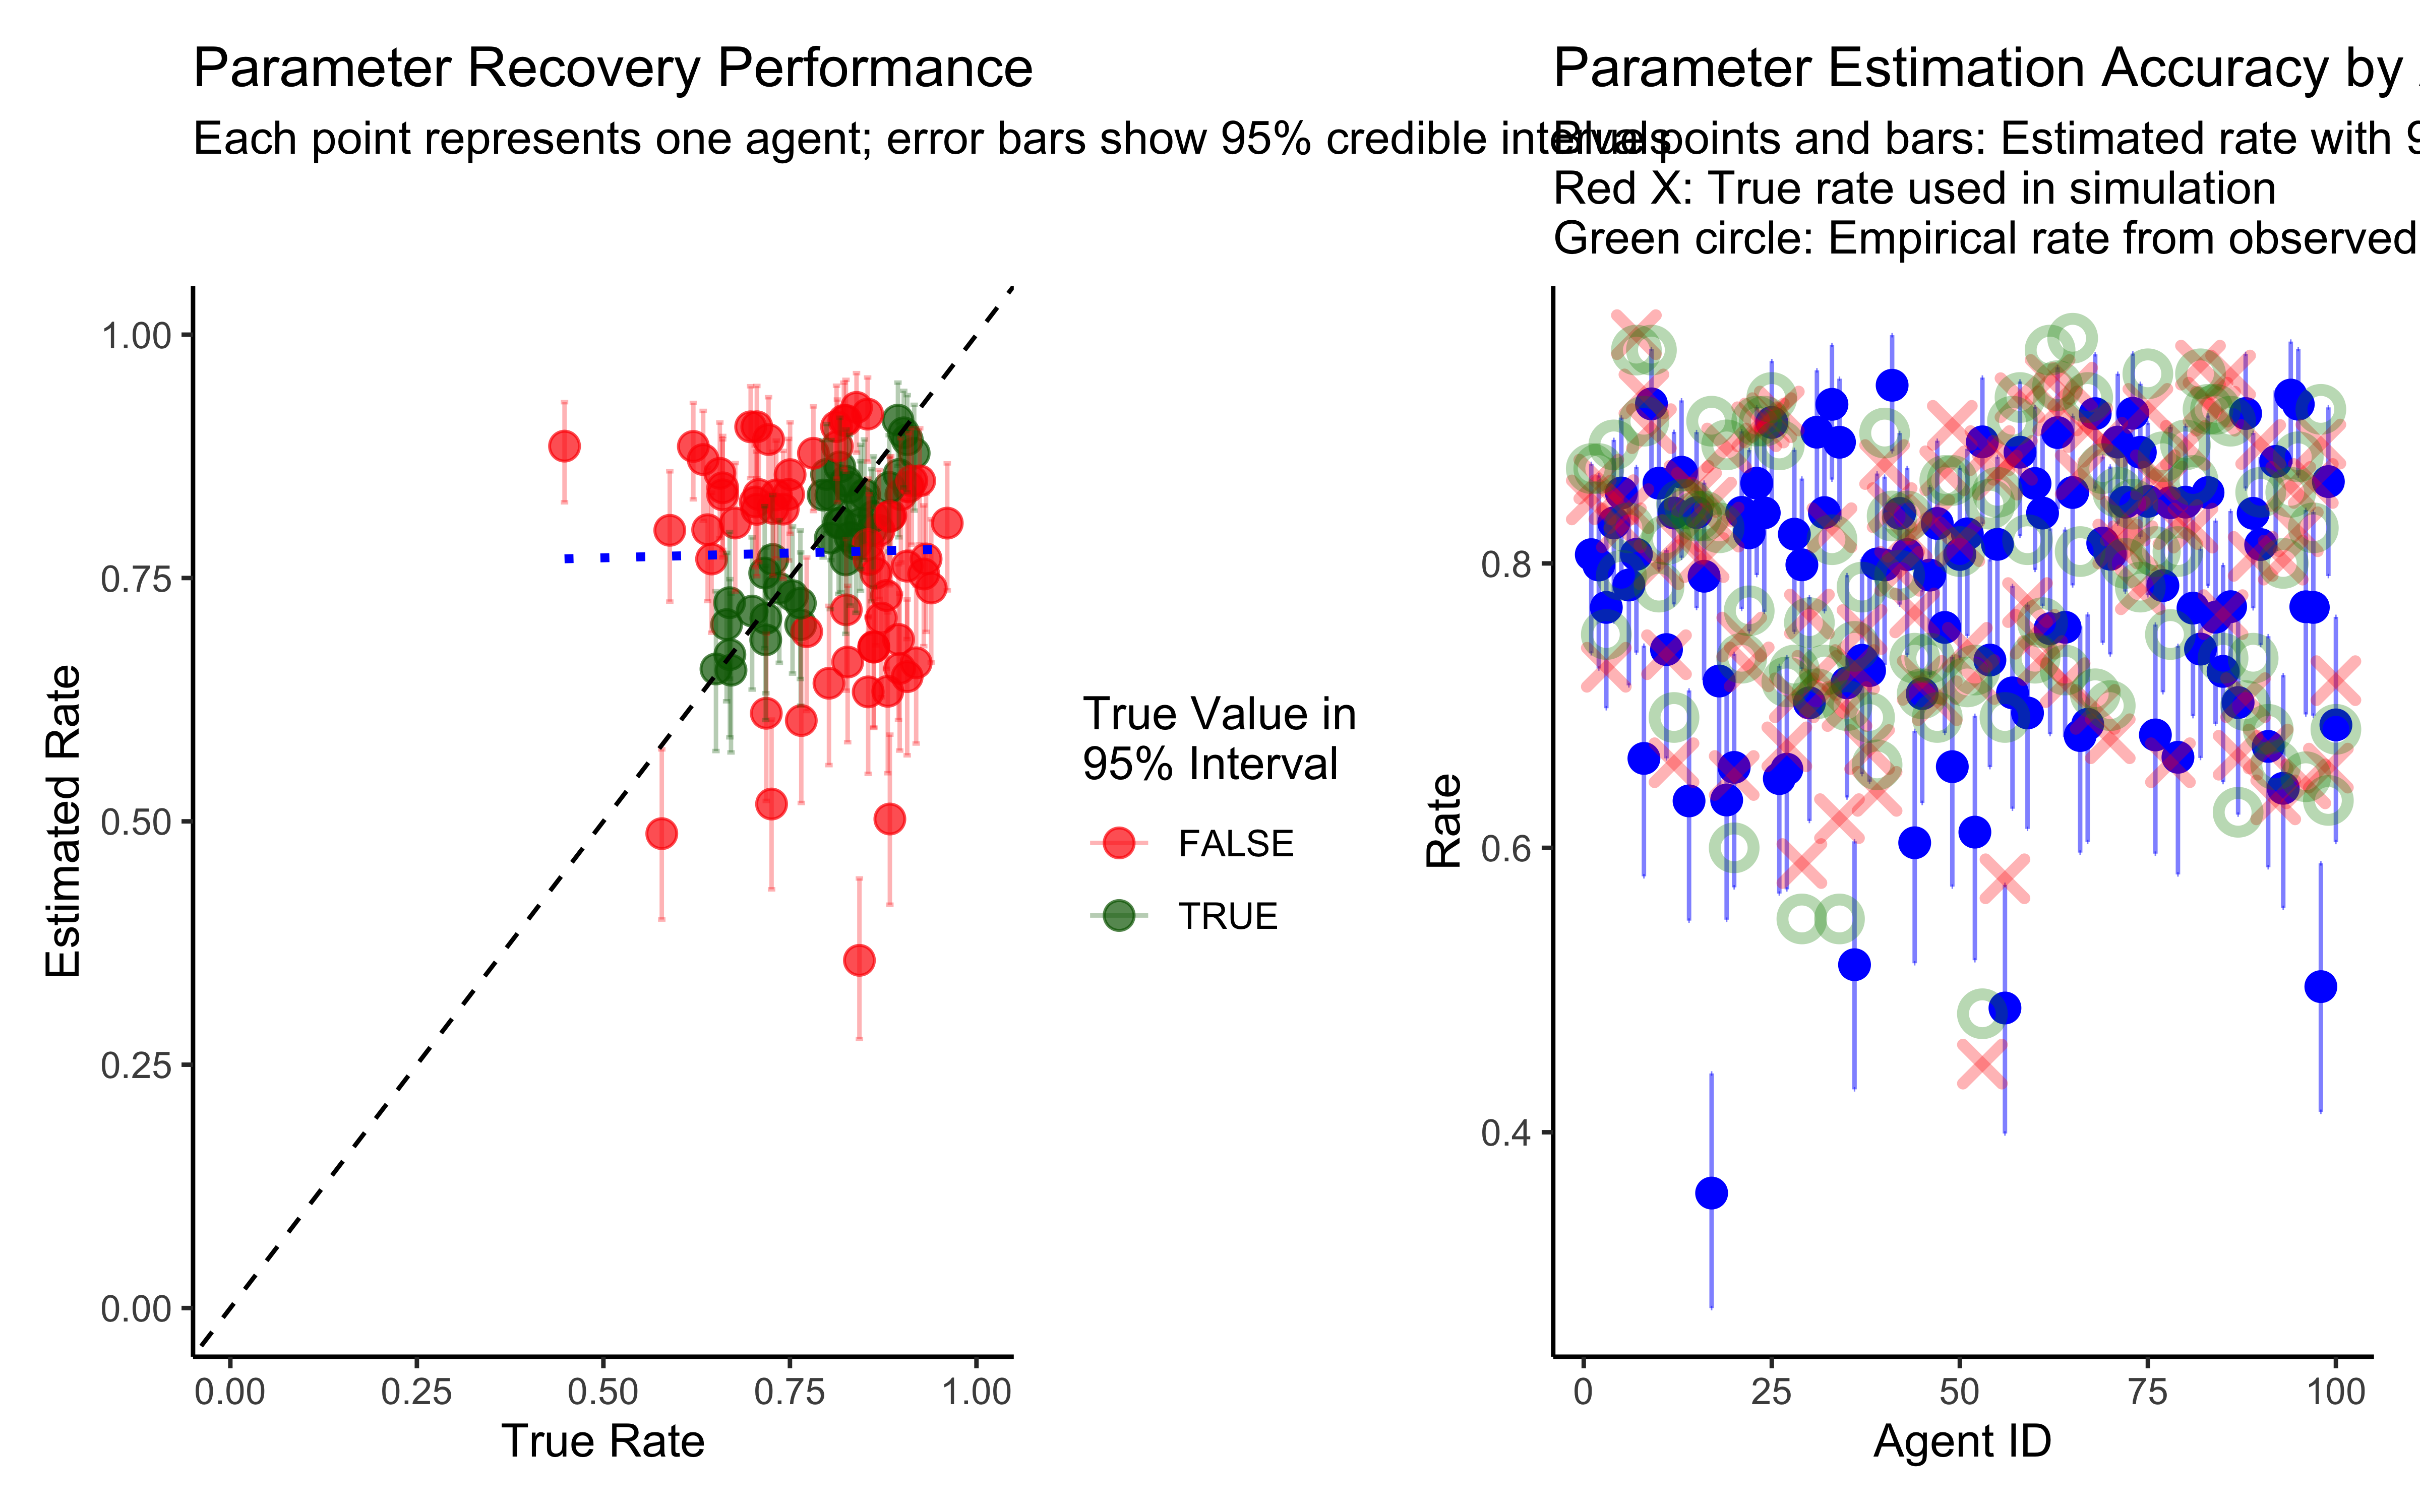 Parameter Recovery Performance
Each point represents one agent; error bars show 95% credible intervals
1.00
0.75
0.50
0.25
0.00
Estimated Rate
0.00 0.25 0.50 0.75 1.00
True Rate
True Value in
95% Interval
FALSE
TRUE
Parameter Estimation Accuracy by
Blue points and bars: Estimated rate with 9
Red X: True rate used in simulation
Green circle: Empirical rate from observed
0.8
0.6
0.4
Rate
0 25 50 75 100
Agent ID